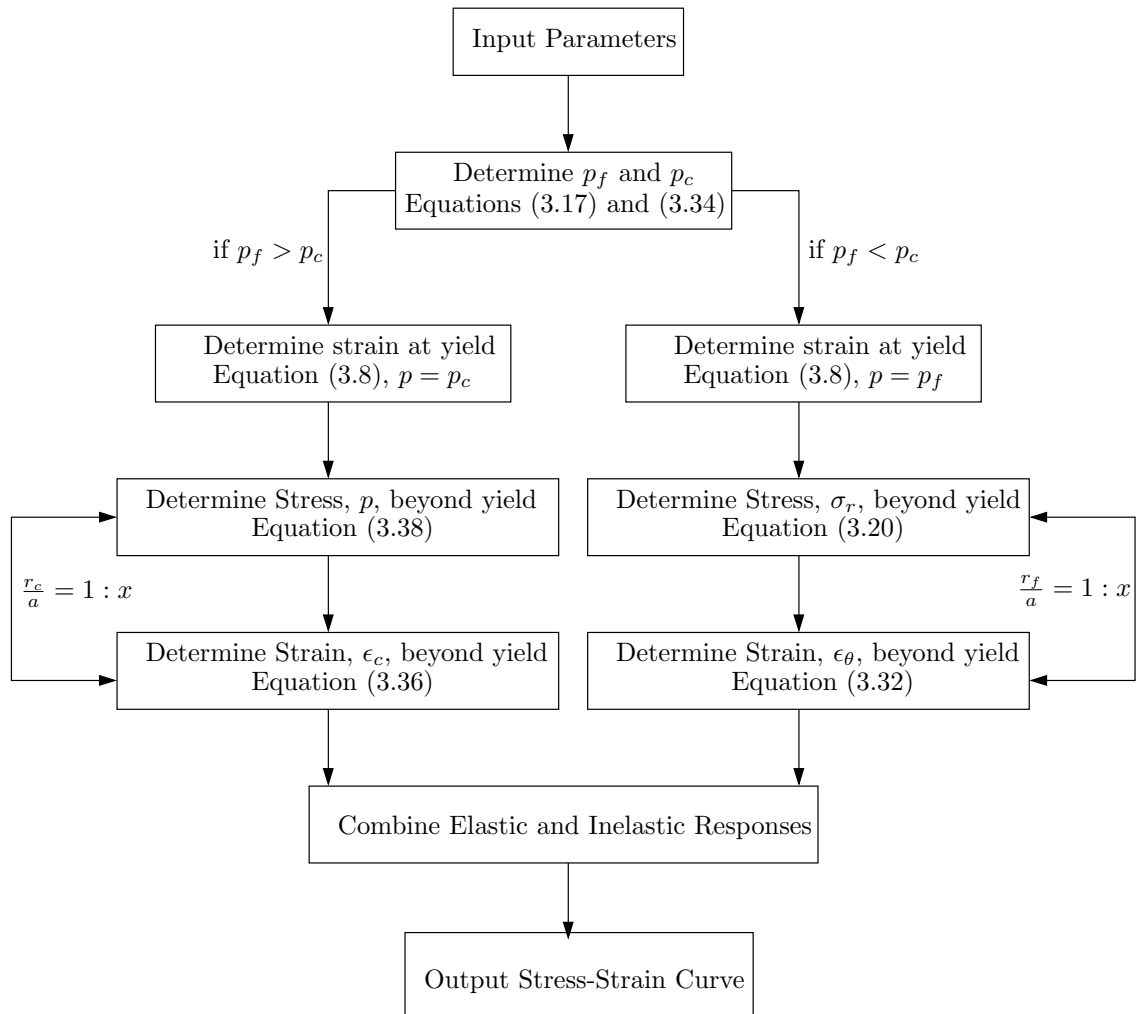 Input Parameters
Determine p_f and p_c
Equations (3.17) and (3.34)
if p_f > p_c
if p_f < p_c
Determine strain at yield
Equation (3.8), p = p_c
Determine strain at yield
Equation (3.8), p = p_f
Determine Stress, p, beyond yield
Equation (3.38)
Determine Stress, σ_r, beyond yield
Equation (3.20)
r_c/a = 1 : x
r_f/a = 1 : x
Determine Strain, ϵ_c, beyond yield
Equation (3.36)
Determine Strain, ϵ_θ, beyond yield
Equation (3.32)
Combine Elastic and Inelastic Responses
Output Stress-Strain Curve